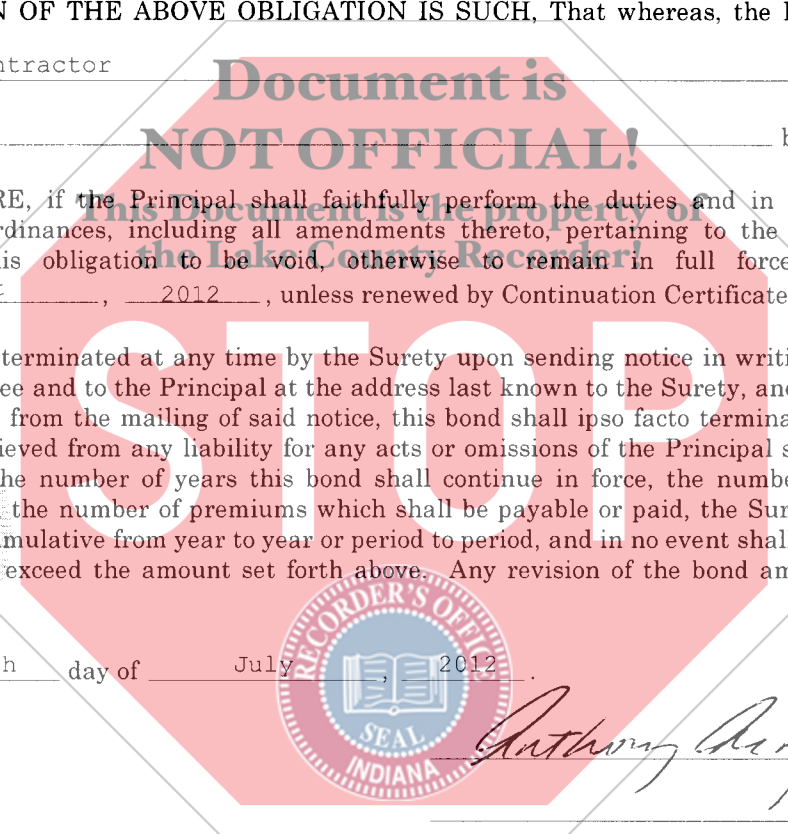 N OF THE ABOVE OBLIGATION IS SUCH, That whereas, the
ntractor
Document is
NOT OFFICIAL!
RE, if the Principal shall faithfully perform the duties and in
This Document is the property of
rdinances, including all amendments thereto, pertaining to the
the Lake County Recorder!
is obligation to be void, otherwise to remain in full force
, 2012 , unless renewed by Continuation Certificate
STOP
terminated at any time by the Surety upon sending notice in writi
ee and to the Principal at the address last known to the Surety, an
from the mailing of said notice, this bond shall ipso facto termina
ieved from any liability for any acts or omissions of the Principal s
he number of years this bond shall continue in force, the numbe
the number of premiums which shall be payable or paid, the Sur
mulative from year to year or period to period, and in no event shal
exceed the amount set forth above. Any revision of the bond am
RECORDER'S OFFICE
SEAL
INDIANA
h day of July , 2012 .
Anthony